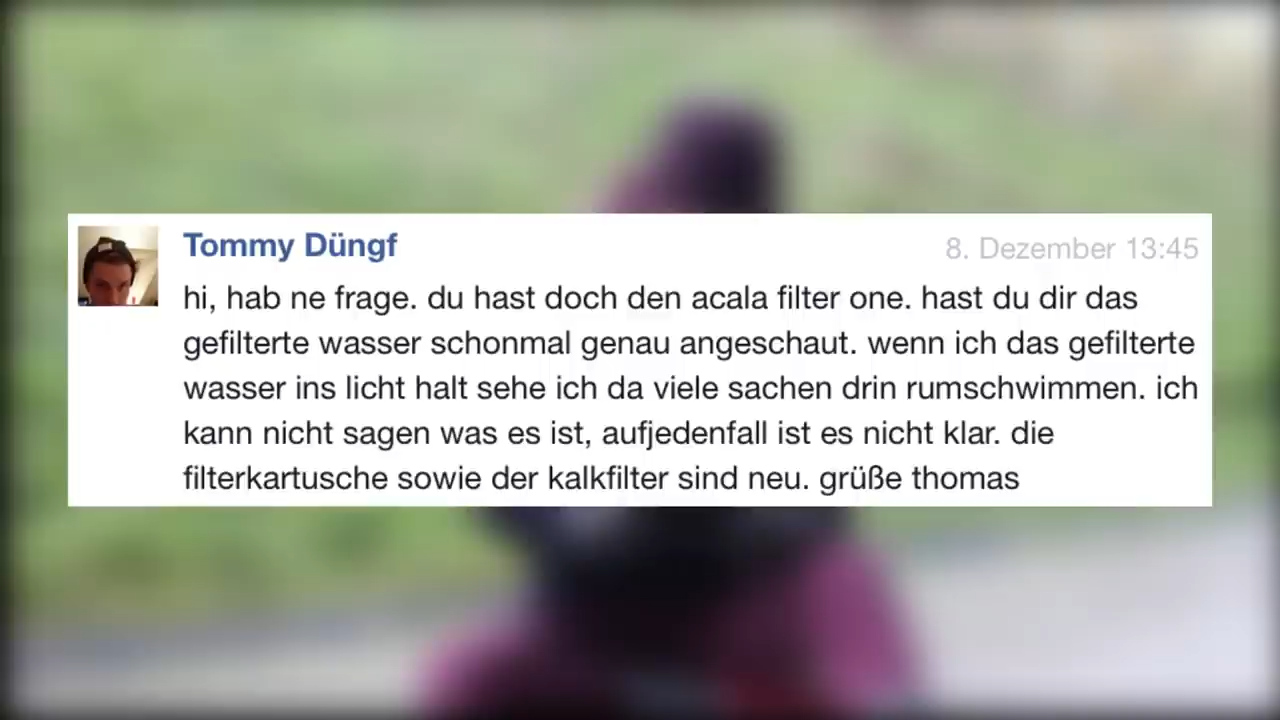 Tommy Düngf
8. Dezember 13:45
hi, hab ne frage. du hast doch den acala filter one. hast du dir das
gefilterte wasser schonmal genau angeschaut. wenn ich das gefilterte
wasser ins licht halt sehe ich da viele sachen drin rumschwimmen. ich
kann nicht sagen was es ist, aufjedenfall ist es nicht klar. die
filterkartusche sowie der kalkfilter sind neu. grüße thomas